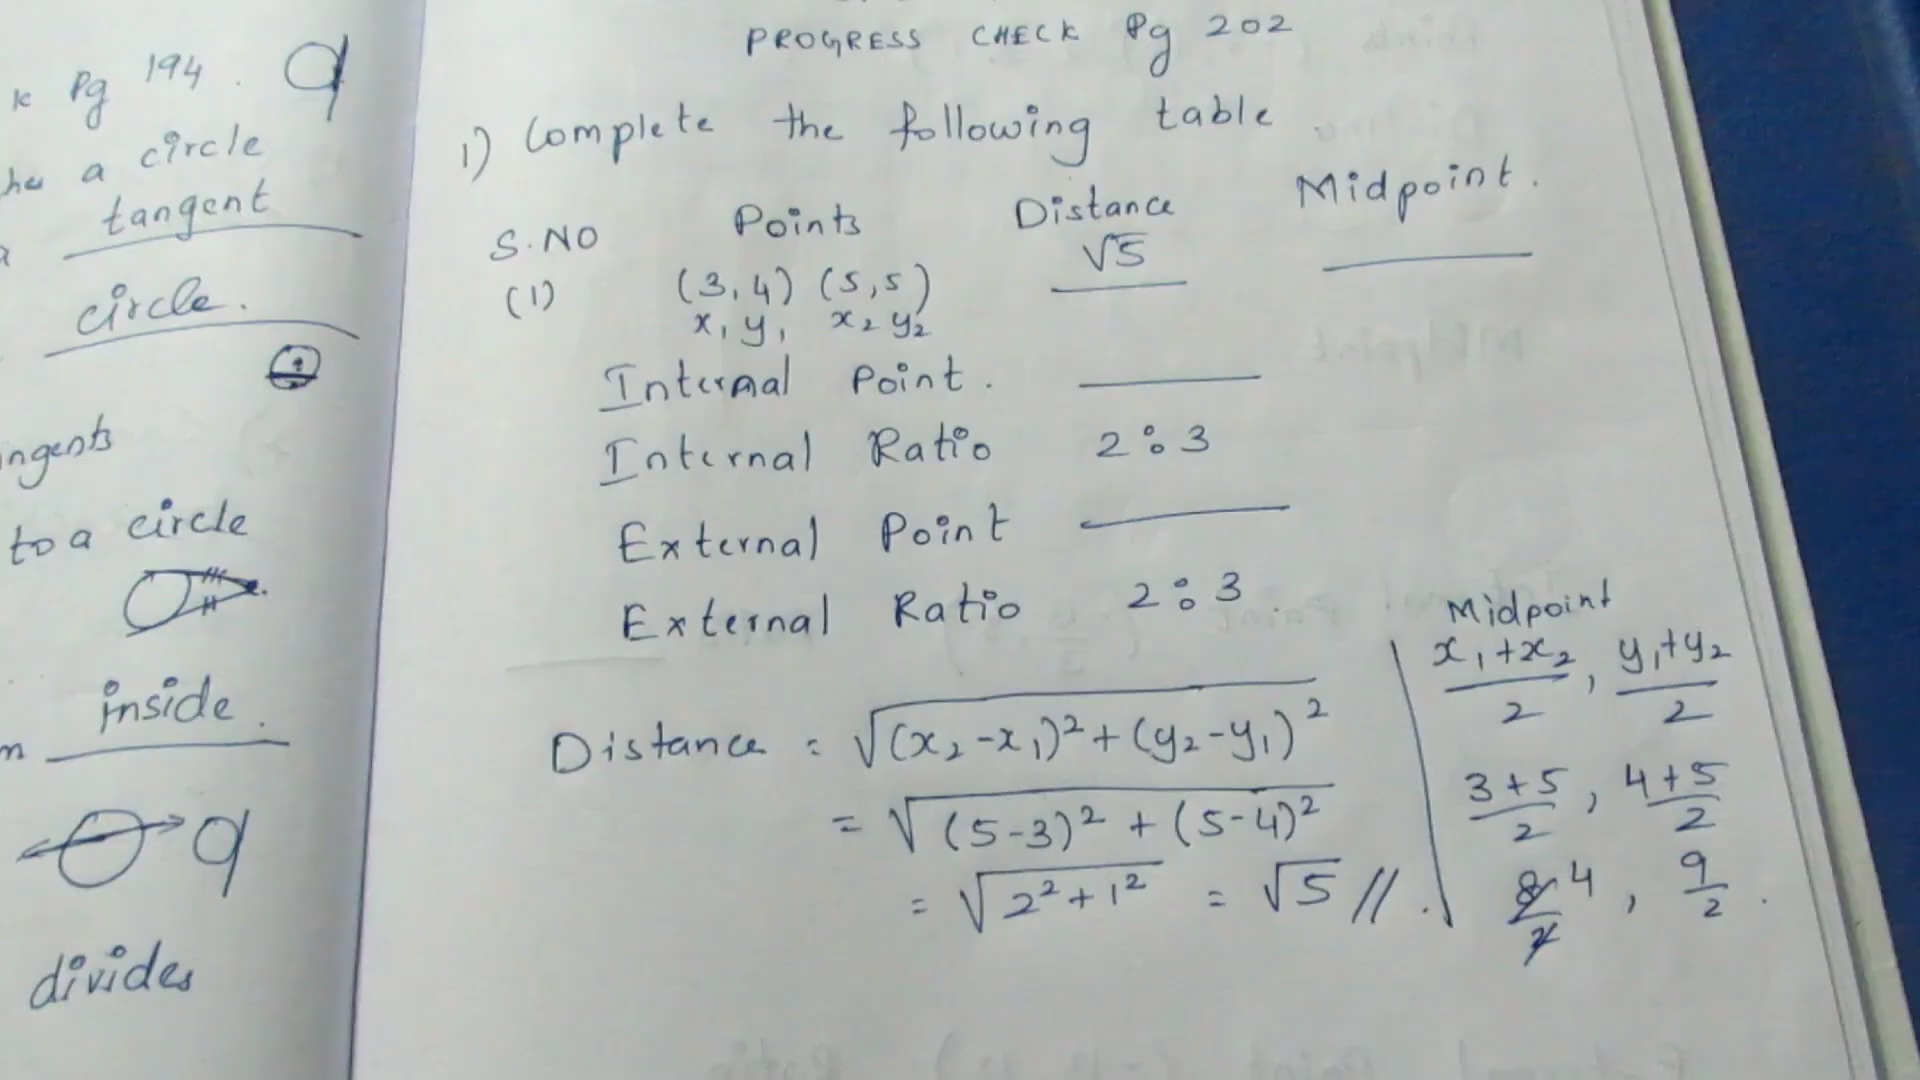 k Pg 194.
a circle
tangent
circle.
to a circle
inside.
divides
PROGRESS CHECK Pg 202
1) Complete the following table.
S.NO Points Distance Midpoint.
(1) (3,4) (5,5) √5
x₁ y₁ x₂ y₂
Internal Point.
Internal Ratio 2:3
External Point
External Ratio 2:3.
Distance = √(x₂-x₁)²+(y₂-y₁)²
= √(5-3)² + (5-4)²
= √2²+1² = √5 //.
Midpoint
x₁+x₂/2, y₁+y₂/2
3+5/2, 4+5/2
8/2 4, 9/2.